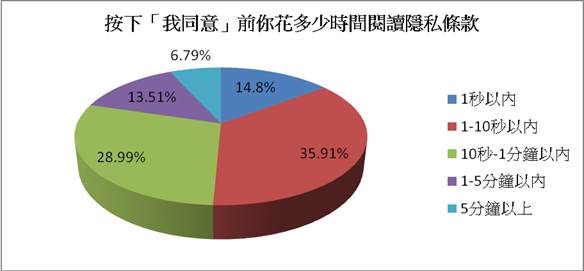 按下「我同意」前你花多少時間閱讀隱私條款
6.79%
14.8%
13.51%
28.99%
35.91%
1秒以內
1-10秒以內
10秒-1分鐘以內
1-5分鐘以內
5分鐘以上